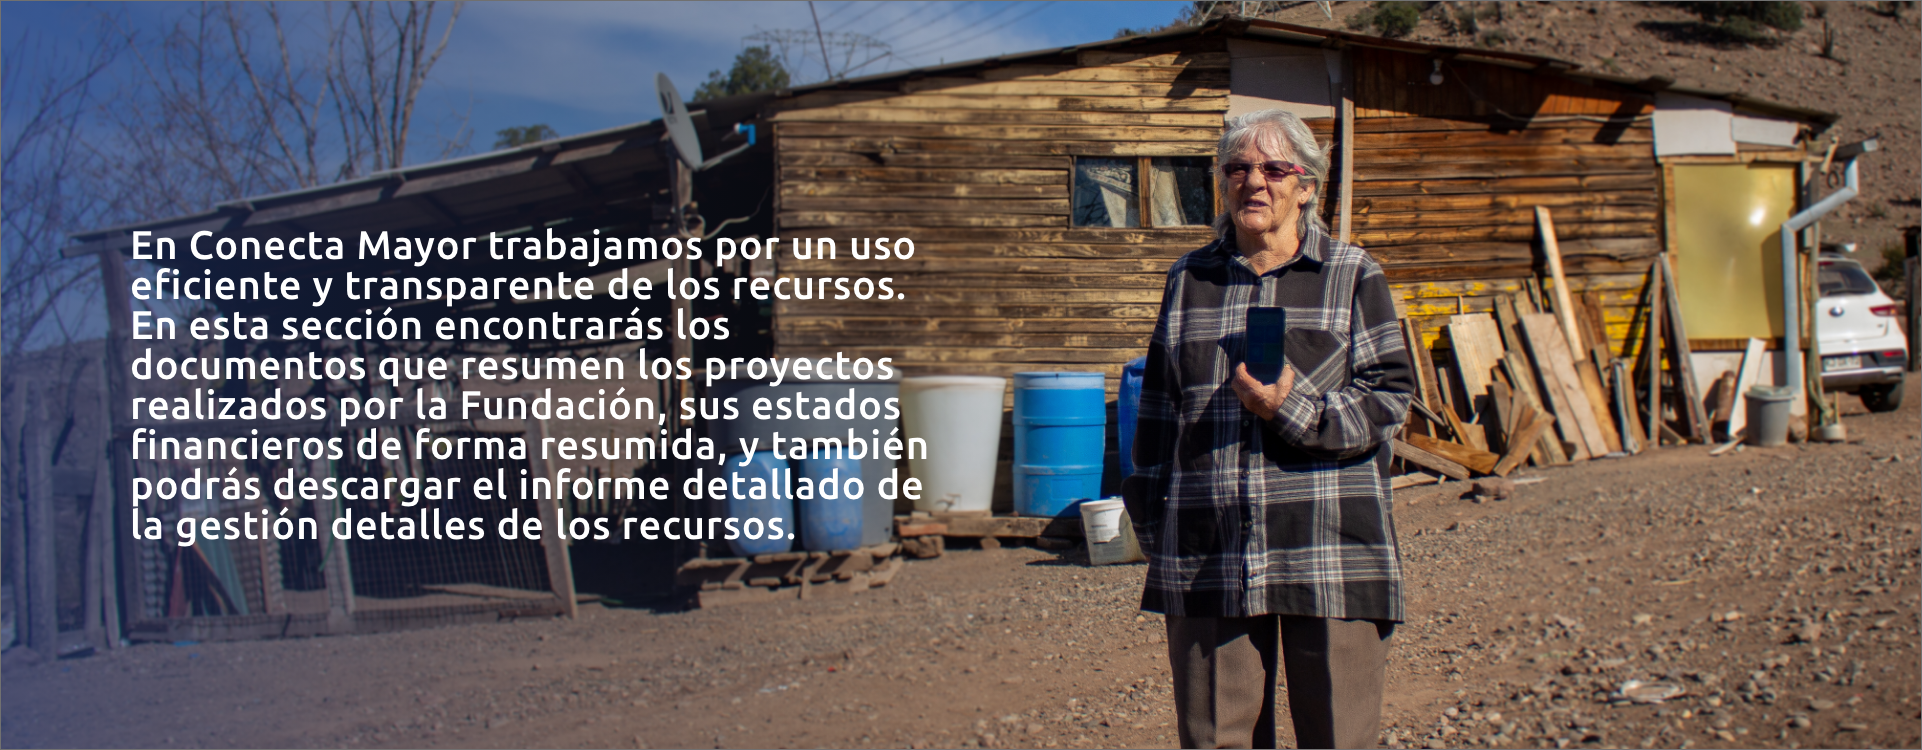 En Conecta Mayor trabajamos por un uso
eficiente y transparente de los recursos.
En esta sección encontrarás los
documentos que resumen los proyectos
realizados por la Fundación, sus estados
financieros de forma resumida, y también
podrás descargar el informe detallado de
la gestión detalles de los recursos.